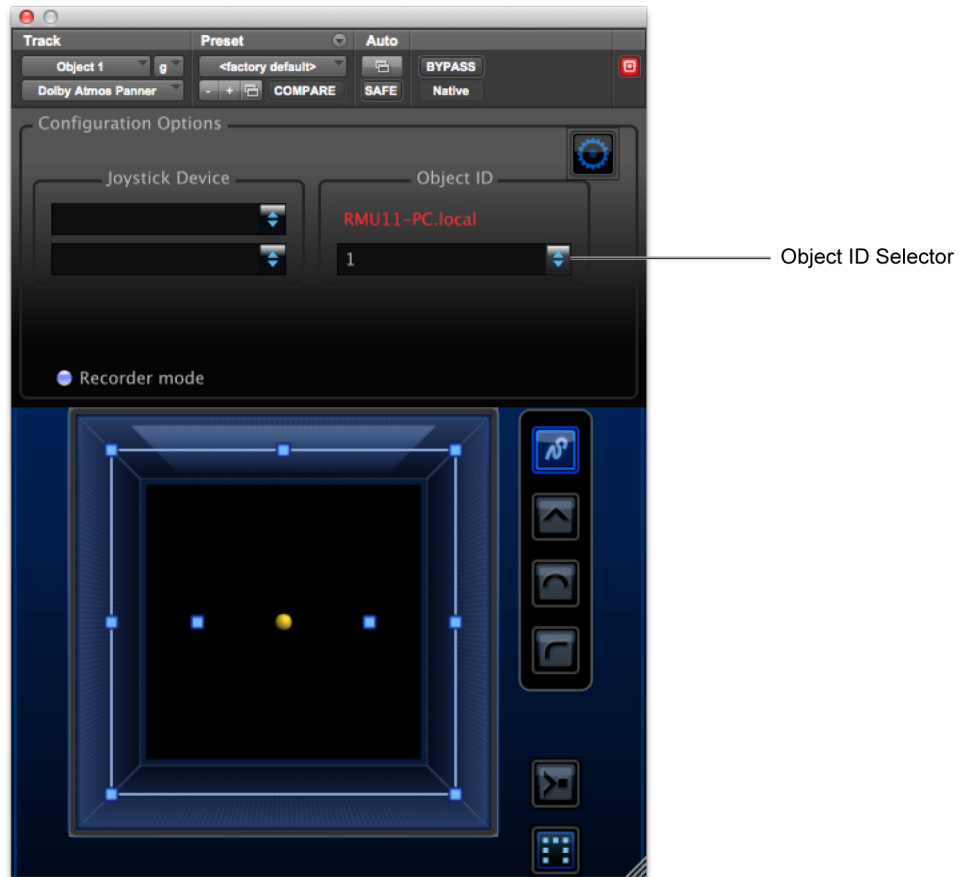 Track Preset Auto
Object 1 g <factory default> BYPASS
Dolby Atmos Panner - + COMPARE SAFE Native
Configuration Options
Joystick Device Object ID
RMU11-PC.local
1 Object ID Selector
Recorder mode